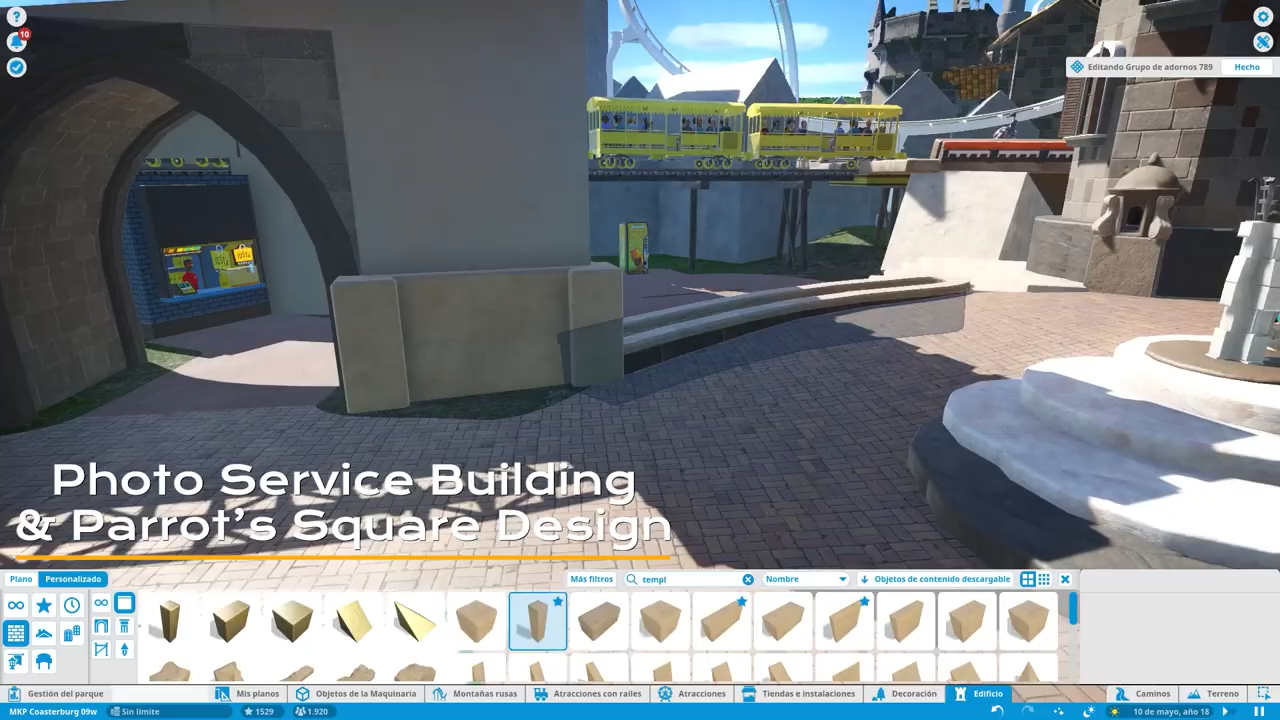 ?
10
Editando Grupo de adornos 789
Hecho
Photo Service Building
& Parrot's Square Design
Plano
Personalizado
Más filtros
templ
Nombre
Objetos de contenido descargable
Gestión del parque
Mis planos
Objetos de la Maquinaria
Montañas rusas
Atracciones con raíles
Atracciones
Tiendas e instalaciones
Decoración
Edificio
Caminos
Terreno
MKP Coasterburg 09w
Sin límite
1529
1.920
10 de mayo, año 18